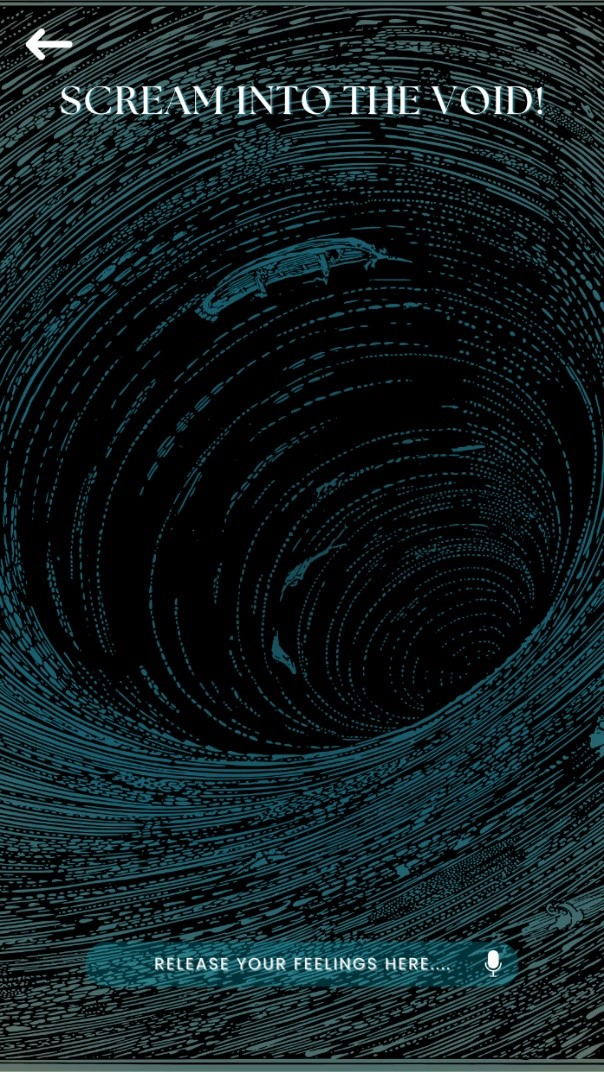 SCREAM INTO THE VOID!
RELEASE YOUR FEELINGS HERE....